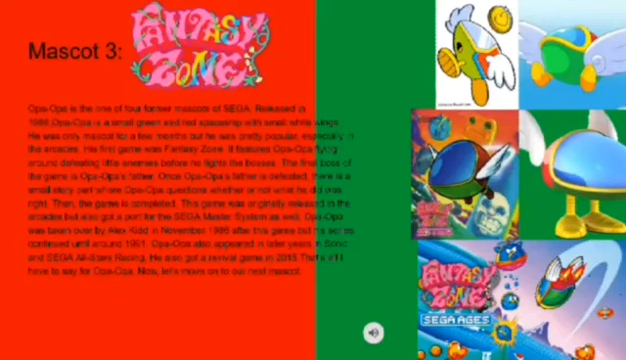 Mascot 3:
FANTASY
ZONE
Opa-Opa is the one of four former mascots of SEGA. Released in
1986,Opa-Opa is a small green and red spaceship with small white wings.
He was only mascot for a few months but he was pretty popular, especially in
the arcades. His first game was Fantasy Zone. It features Opa-Opa flying
around defeating little enemies before he fights the bosses. The final boss of
the game is Opa-Opa's father. Once Opa-Opa's father is defeated, there is a
small story part where Opa-Opa questions whether or not what he did was
right. Then, the game is completed. This game was originally released in the
arcades but also got a port for the SEGA Master System as well. Opa-Opa
was taken over by Alex Kidd in November 1986 after this game but his series
continued until around 1991. Opa-Opa also appeared in later years in Sonic
and SEGA All-Stars Racing. He also got a revival game in 2015.That's all I
have to say for Opa-Opa. Now, let's move on to our next mascot.
FANTASY
ZONE
SEGA AGES